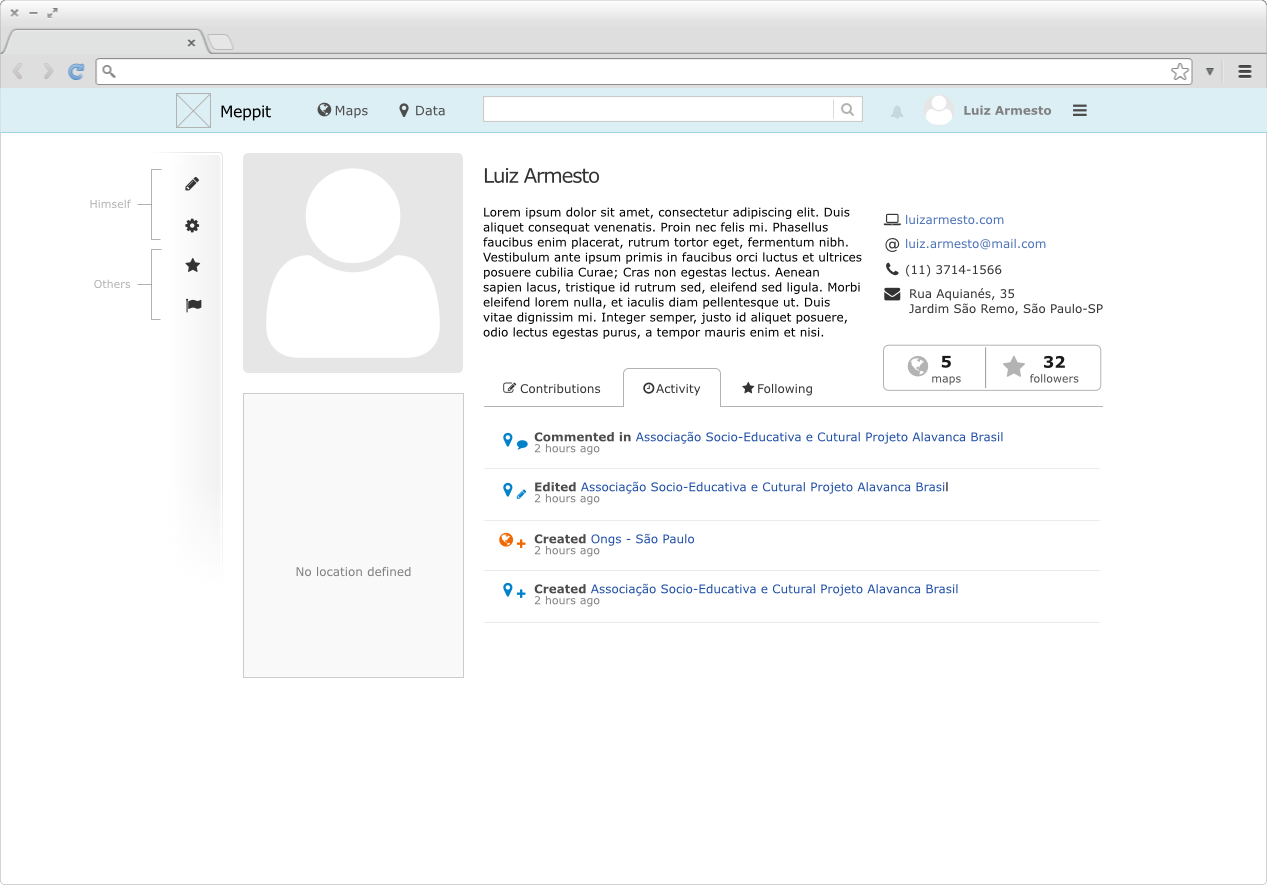 Meppit
Maps
Data
Luiz Armesto
Himself
Others
Luiz Armesto
Lorem ipsum dolor sit amet, consectetur adipiscing elit. Duis
aliquet consequat venenatis. Proin nec felis mi. Phasellus
faucibus enim placerat, rutrum tortor eget, fermentum nibh.
Vestibulum ante ipsum primis in faucibus orci luctus et ultrices
posuere cubilia Curae; Cras non egestas lectus. Aenean
sapien lacus, tristique id rutrum sed, eleifend sed ligula. Morbi
eleifend lorem nulla, et iaculis diam pellentesque ut. Duis
vitae dignissim mi. Integer semper, justo id aliquet posuere,
odio lectus egestas purus, a tempor mauris enim et nisi.
luizarmesto.com
luiz.armesto@mail.com
(11) 3714-1566
Rua Aquianés, 35
Jardim São Remo, São Paulo-SP
5
maps
32
followers
Contributions
Activity
Following
Commented in Associação Socio-Educativa e Cutural Projeto Alavanca Brasil
2 hours ago
Edited Associação Socio-Educativa e Cutural Projeto Alavanca Brasil
2 hours ago
Created Ongs - São Paulo
2 hours ago
Created Associação Socio-Educativa e Cutural Projeto Alavanca Brasil
2 hours ago
No location defined